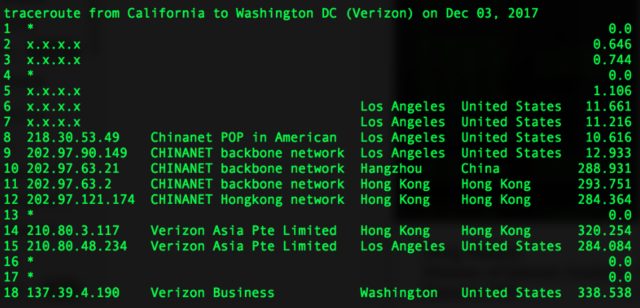 traceroute from California to Washington DC (Verizon) on Dec 03, 2017
1 * 0.0
2 x.x.x.x 0.646
3 x.x.x.x 0.744
4 * 0.0
5 x.x.x.x 1.106
6 x.x.x.x Los Angeles United States 11.661
7 x.x.x.x Los Angeles United States 11.216
8 218.30.53.49 Chinanet POP in American Los Angeles United States 10.616
9 202.97.90.149 CHINANET backbone network Los Angeles United States 12.933
10 202.97.63.21 CHINANET backbone network Hangzhou China 288.931
11 202.97.63.2 CHINANET backbone network Hong Kong Hong Kong 293.751
12 202.97.121.174 CHINANET Hongkong network Hong Kong Hong Kong 284.364
13 * 0.0
14 210.80.3.117 Verizon Asia Pte Limited Hong Kong Hong Kong 320.254
15 210.80.48.234 Verizon Asia Pte Limited Los Angeles United States 284.084
16 * 0.0
17 * 0.0
18 137.39.4.190 Verizon Business Washington United States 338.538